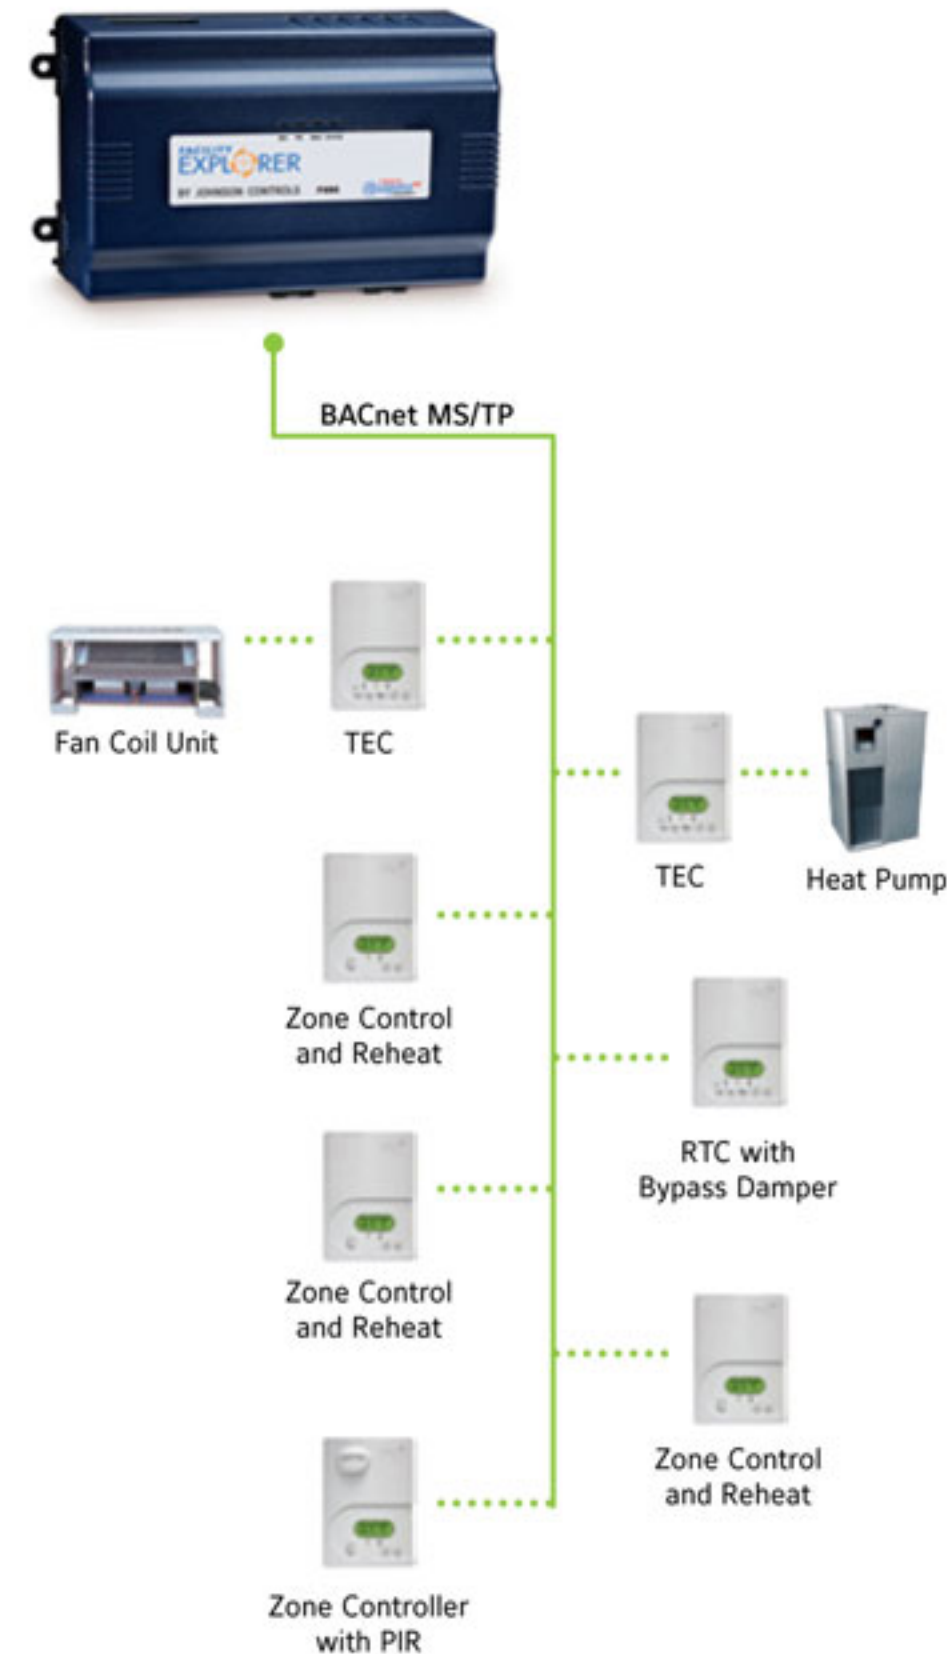 FACILITY
EXPLORER
BY JOHNSON CONTROLS
BACnet MS/TP
Fan Coil Unit
TEC
TEC
Heat Pump
Zone Control
and Reheat
RTC with
Bypass Damper
Zone Control
and Reheat
Zone Control
and Reheat
Zone Controller
with PIR